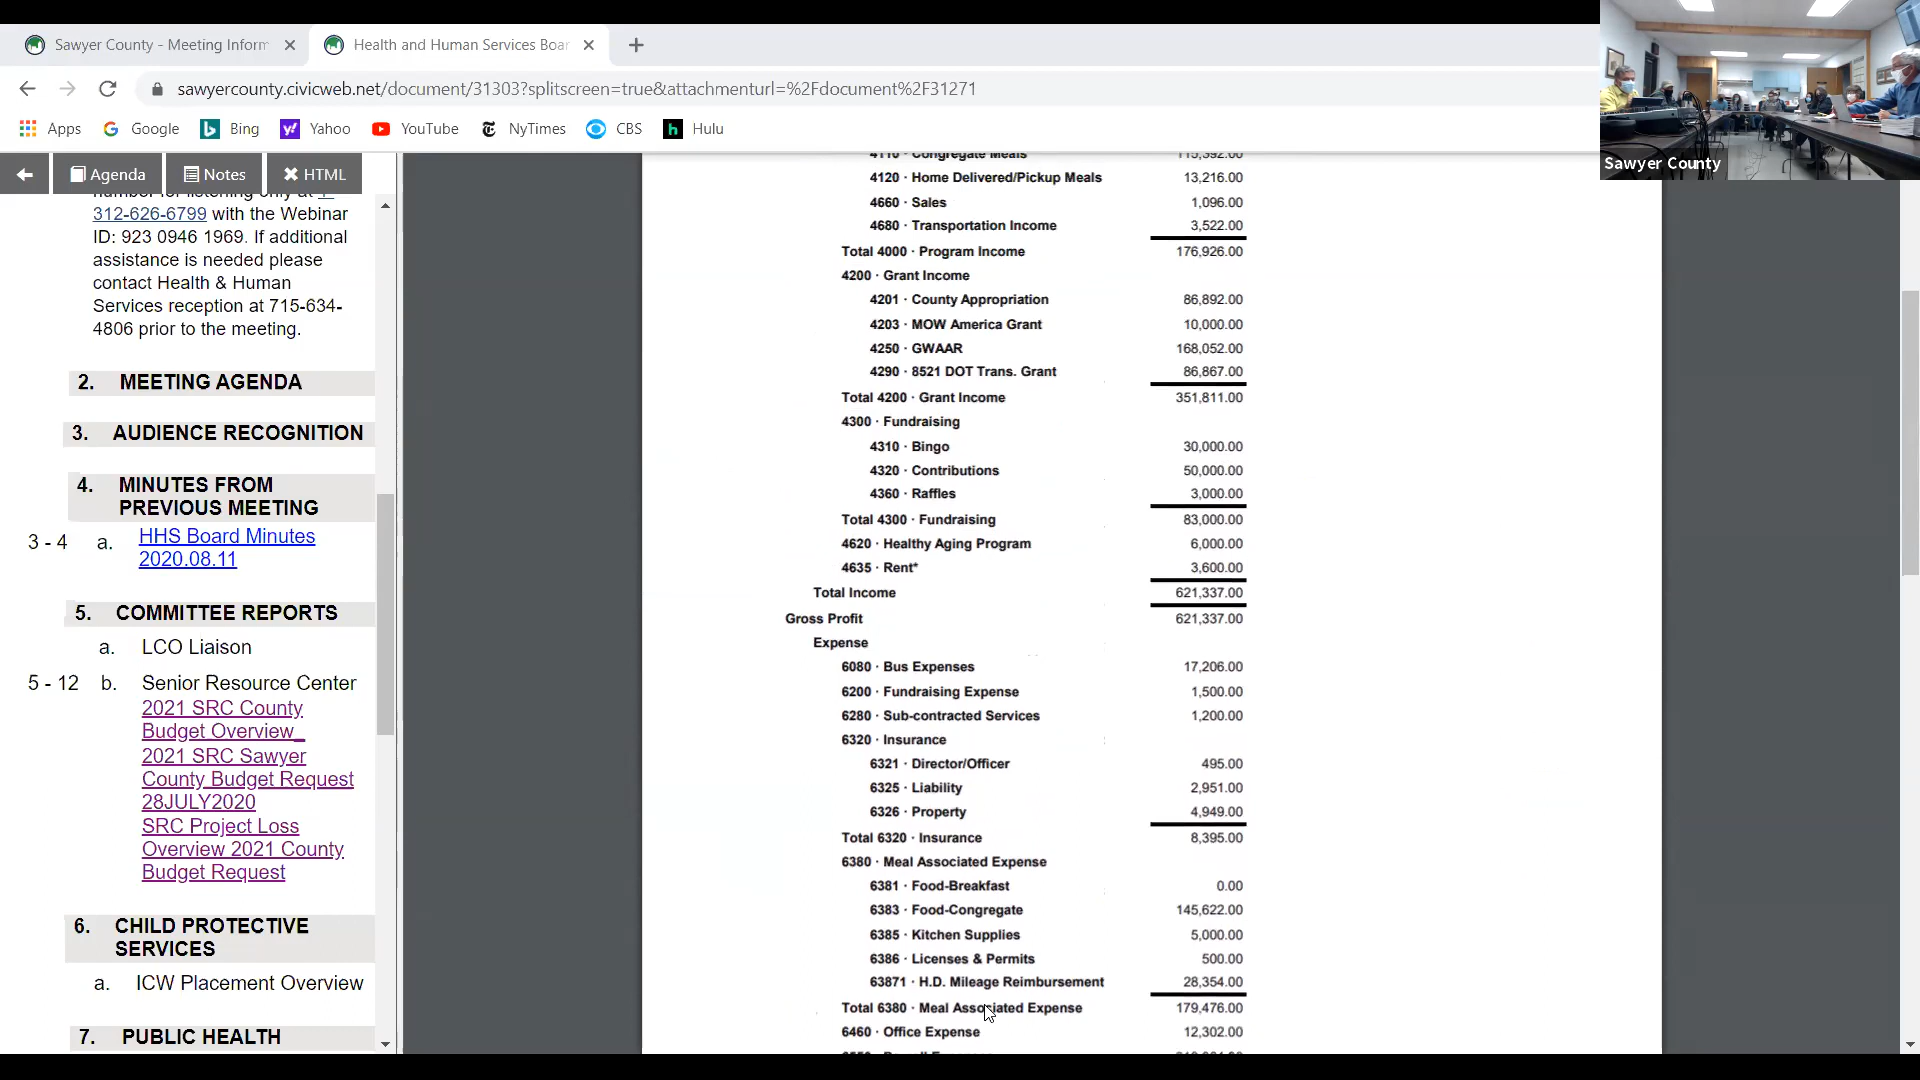 Sawyer County - Meeting Inform
Health and Human Services Boar
sawyercounty.civicweb.net/document/31303?splitscreen=true&attachmenturl=%2Fdocument%2F31271
Apps
Google
Bing
Yahoo
YouTube
NyTimes
CBS
Hulu
Sawyer County
Agenda
Notes
HTML
number for listening only at 1-
312-626-6799 with the Webinar
ID: 923 0946 1969. If additional
assistance is needed please
contact Health & Human
Services reception at 715-634-
4806 prior to the meeting.
2. MEETING AGENDA
3. AUDIENCE RECOGNITION
4. MINUTES FROM
PREVIOUS MEETING
3 - 4 a. HHS Board Minutes
2020.08.11
5. COMMITTEE REPORTS
a. LCO Liaison
5 - 12 b. Senior Resource Center
2021 SRC County
Budget Overview_
2021 SRC Sawyer
County Budget Request
28JULY2020
SRC Project Loss
Overview 2021 County
Budget Request
6. CHILD PROTECTIVE
SERVICES
a. ICW Placement Overview
7. PUBLIC HEALTH
4110 · Congregate Meals 115,392.00
4120 · Home Delivered/Pickup Meals 13,216.00
4660 · Sales 1,096.00
4680 · Transportation Income 3,522.00
Total 4000 · Program Income 176,926.00
4200 · Grant Income
4201 · County Appropriation 86,892.00
4203 · MOW America Grant 10,000.00
4250 · GWAAR 168,052.00
4290 · 8521 DOT Trans. Grant 86,867.00
Total 4200 · Grant Income 351,811.00
4300 · Fundraising
4310 · Bingo 30,000.00
4320 · Contributions 50,000.00
4360 · Raffles 3,000.00
Total 4300 · Fundraising 83,000.00
4620 · Healthy Aging Program 6,000.00
4635 · Rent* 3,600.00
Total Income 621,337.00
Gross Profit 621,337.00
Expense
6080 · Bus Expenses 17,206.00
6200 · Fundraising Expense 1,500.00
6280 · Sub-contracted Services 1,200.00
6320 · Insurance
6321 · Director/Officer 495.00
6325 · Liability 2,951.00
6326 · Property 4,949.00
Total 6320 · Insurance 8,395.00
6380 · Meal Associated Expense
6381 · Food-Breakfast 0.00
6383 · Food-Congregate 145,622.00
6385 · Kitchen Supplies 5,000.00
6386 · Licenses & Permits 500.00
63871 · H.D. Mileage Reimbursement 28,354.00
Total 6380 · Meal Associated Expense 179,476.00
6460 · Office Expense 12,302.00